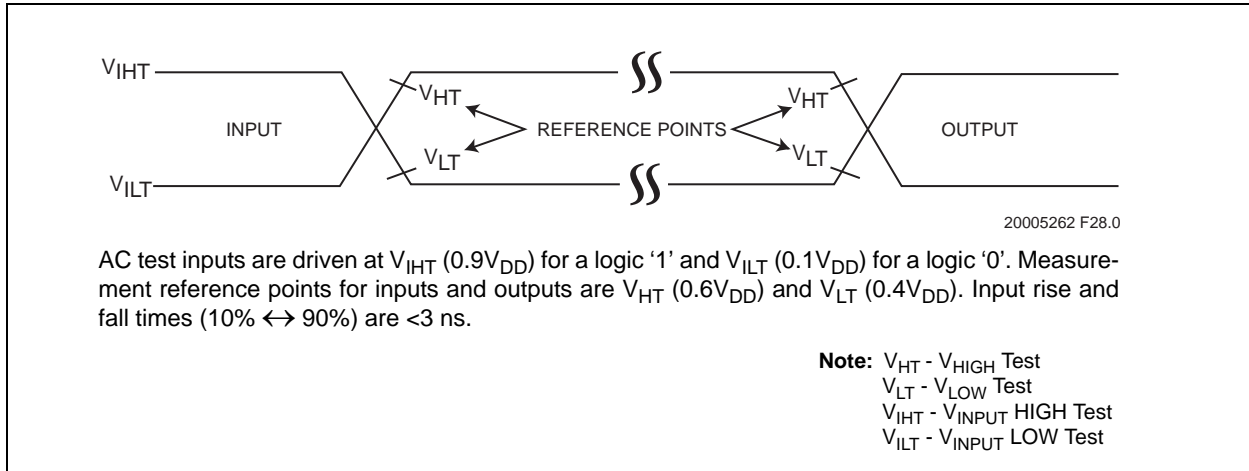 VIHT
VHT
VHT
INPUT
REFERENCE POINTS
OUTPUT
VLT
VLT
VILT
20005262 F28.0
AC test inputs are driven at VIHT (0.9VDD) for a logic ‘1’ and VILT (0.1VDD) for a logic ‘0’. Measure-
ment reference points for inputs and outputs are VHT (0.6VDD) and VLT (0.4VDD). Input rise and
fall times (10% ↔ 90%) are <3 ns.
Note: VHT - VHIGH Test
VLT - VLOW Test
VIHT - VINPUT HIGH Test
VILT - VINPUT LOW Test